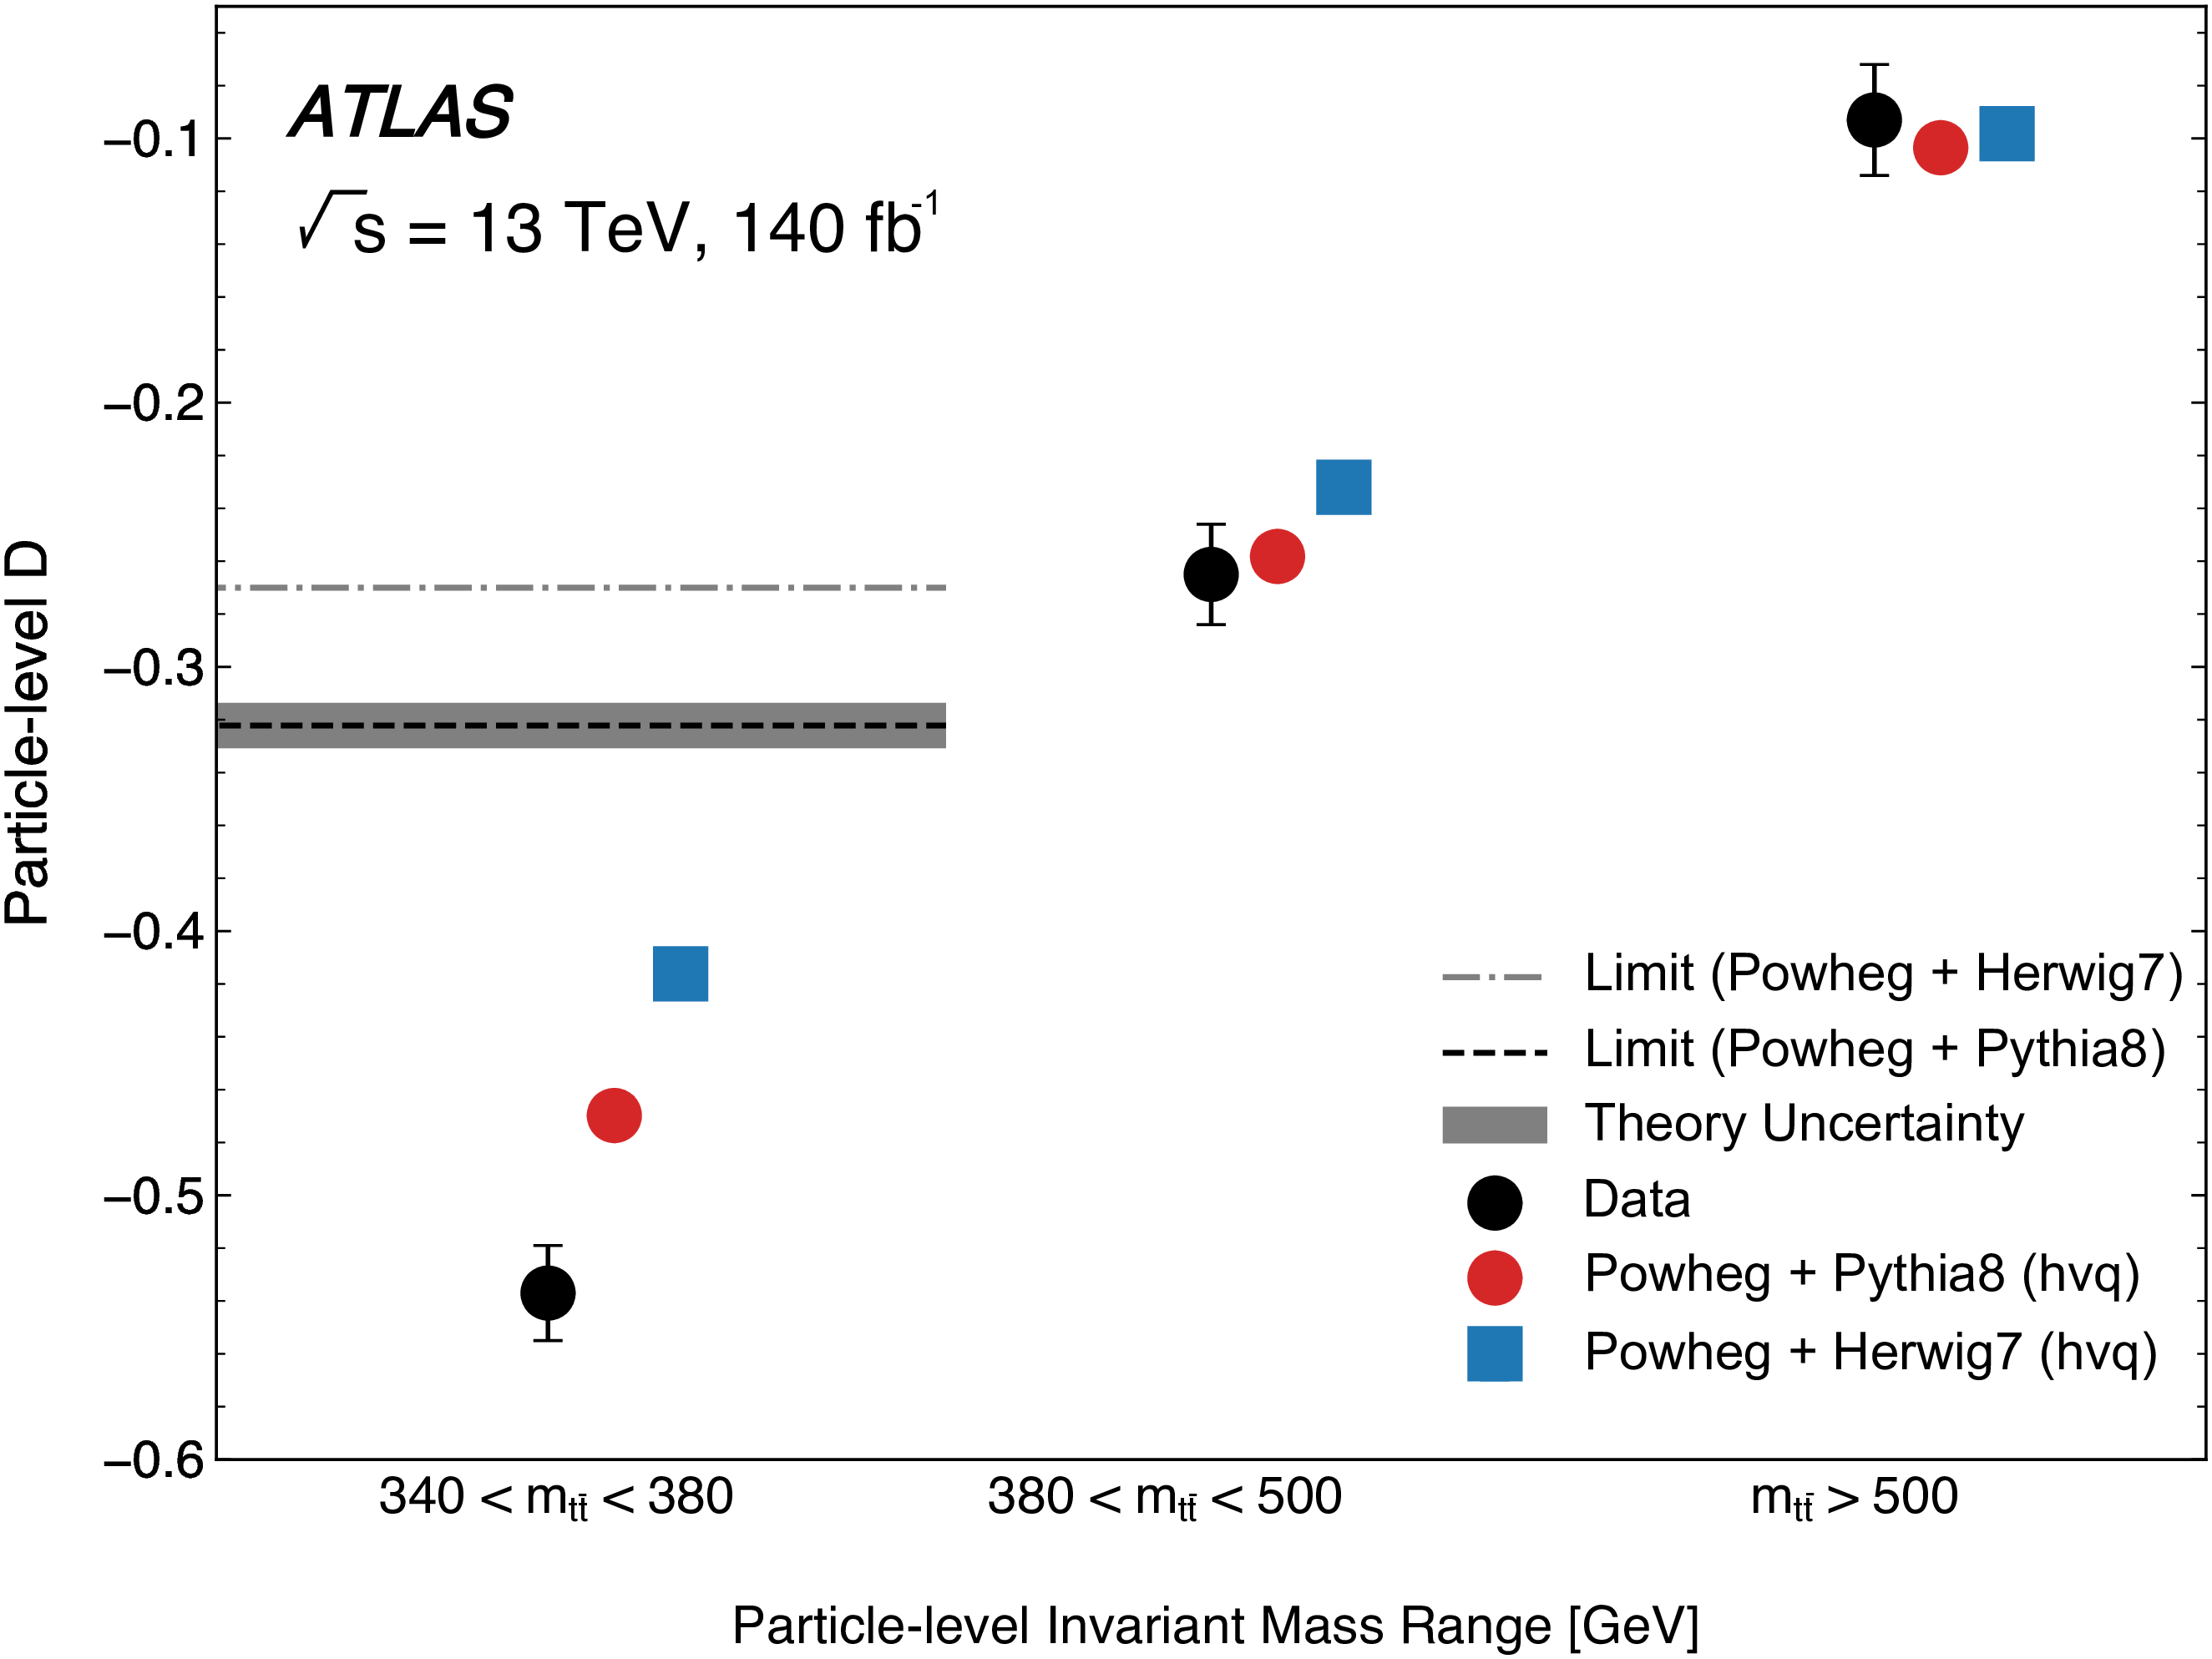 ATLAS
√s = 13 TeV, 140 fb-1
Particle-level D
−0.1
−0.2
−0.3
−0.4
−0.5
−0.6
Limit (Powheg + Herwig7)
Limit (Powheg + Pythia8)
Theory Uncertainty
Data
Powheg + Pythia8 (hvq)
Powheg + Herwig7 (hvq)
340 < mtt̄ < 380
380 < mtt̄ < 500
mtt̄ > 500
Particle-level Invariant Mass Range [GeV]